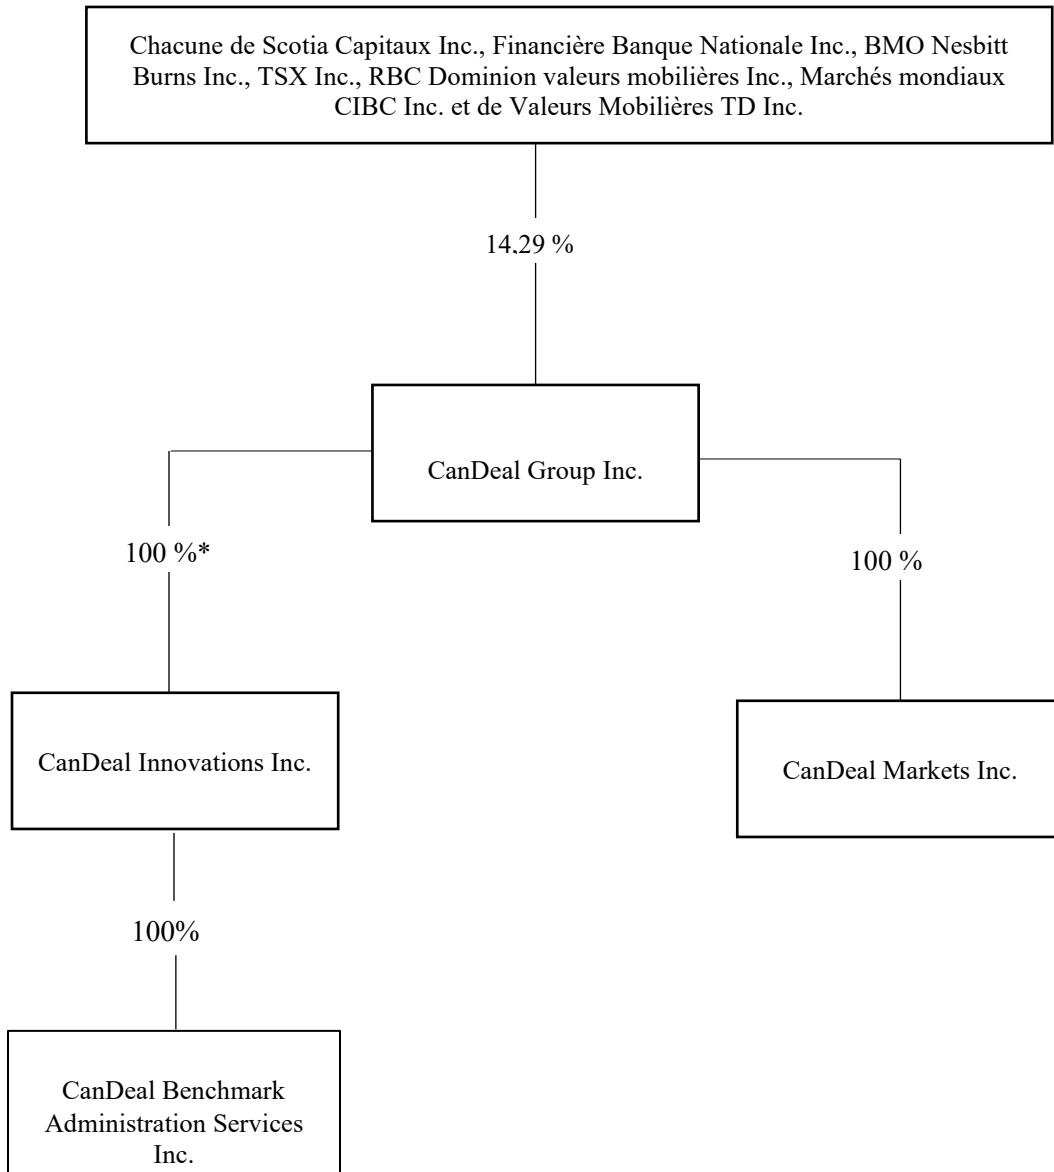 Chacune de Scotia Capitaux Inc., Financière Banque Nationale Inc., BMO Nesbitt
Burns Inc., TSX Inc., RBC Dominion valeurs mobilières Inc., Marchés mondiaux
CIBC Inc. et de Valeurs Mobilières TD Inc.
14,29 %
CanDeal Group Inc.
100 %*
100 %
CanDeal Innovations Inc.
CanDeal Markets Inc.
100%
CanDeal Benchmark
Administration Services
Inc.